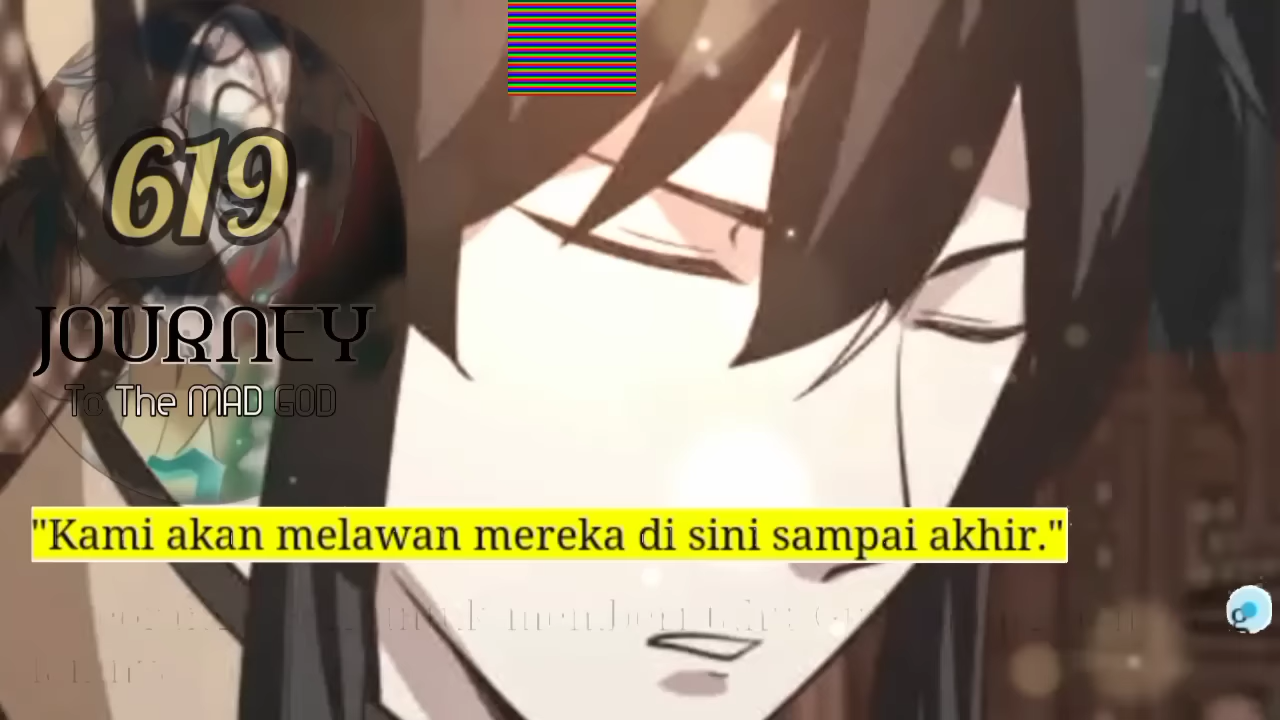 619
JOURNEY
To The MAD GOD
"Kami akan melawan mereka di sini sampai akhir."